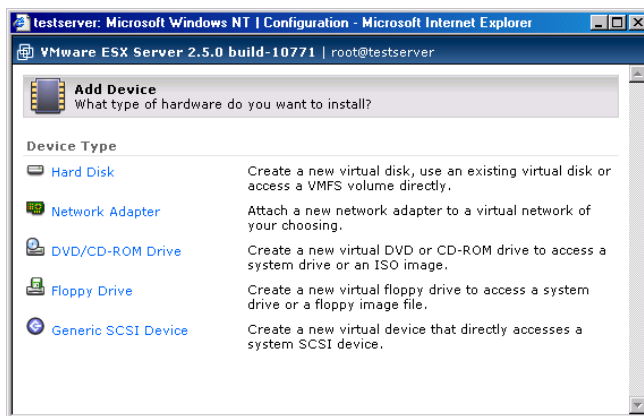 testserver: Microsoft Windows NT | Configuration - Microsoft Internet Explorer
VMware ESX Server 2.5.0 build-10771 | root@testserver
Add Device
What type of hardware do you want to install?
Device Type
Hard Disk
Create a new virtual disk, use an existing virtual disk or
access a VMFS volume directly.
Network Adapter
Attach a new network adapter to a virtual network of
your choosing.
DVD/CD-ROM Drive
Create a new virtual DVD or CD-ROM drive to access a
system drive or an ISO image.
Floppy Drive
Create a new virtual floppy drive to access a system
drive or a floppy image file.
Generic SCSI Device
Create a new virtual device that directly accesses a
system SCSI device.